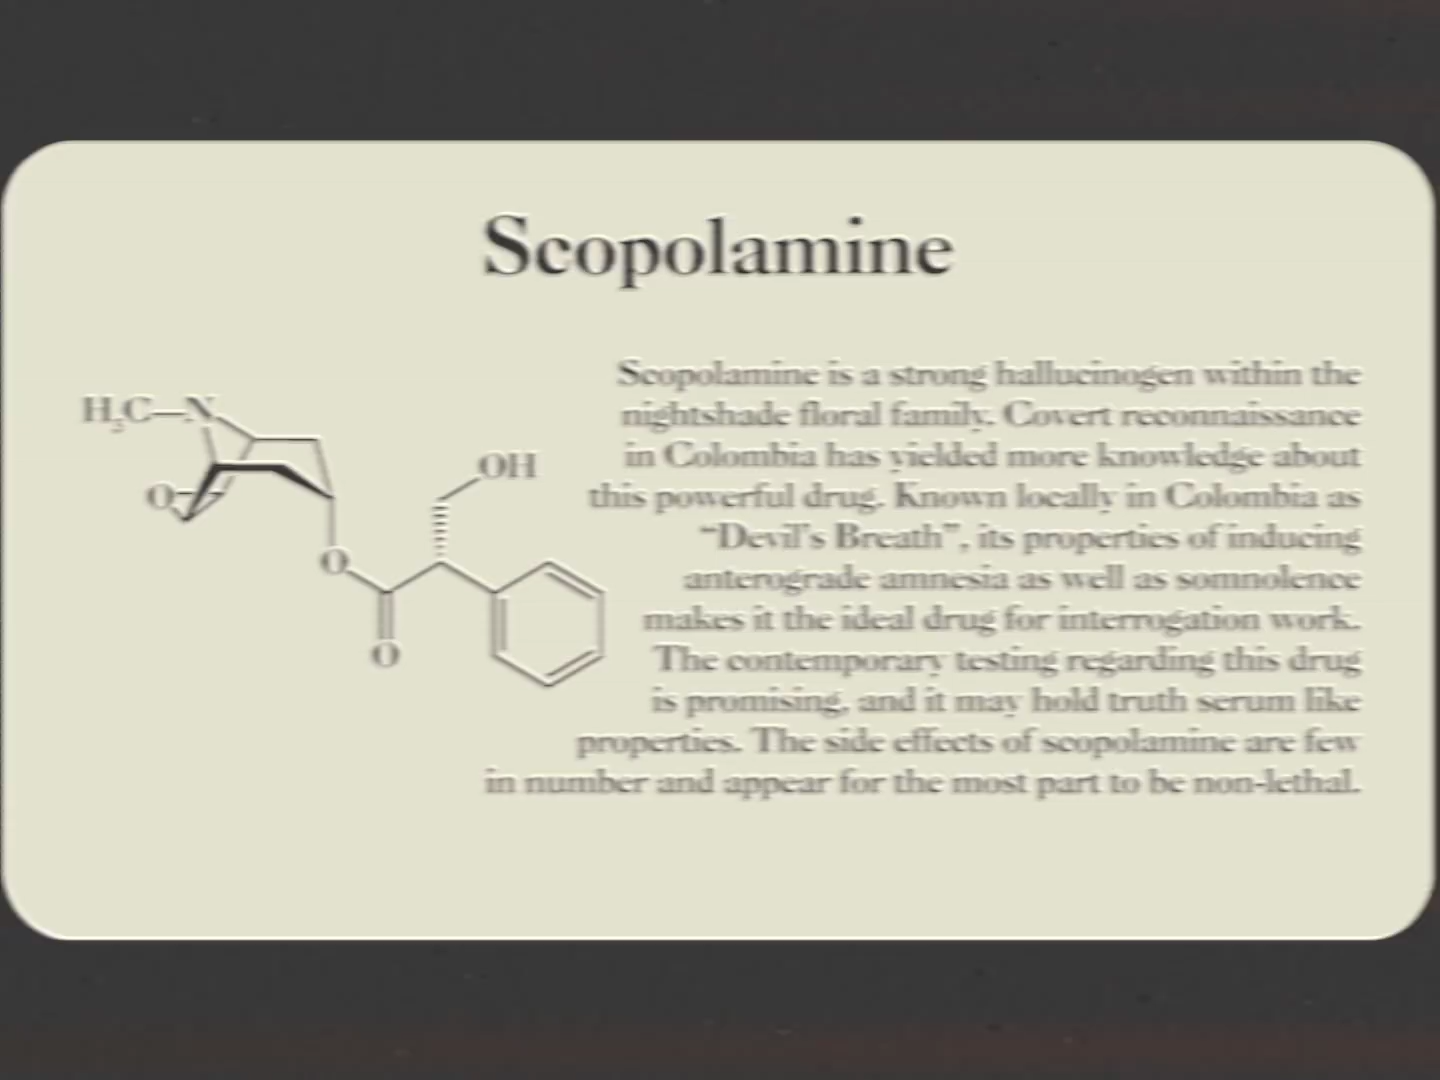 Scopolamine
Scopolamine is a strong hallucinogen within the
nightshade floral family. Covert reconnaissance
in Colombia has yielded more knowledge about
this powerful drug. Known locally in Colombia as
“Devil's Breath”, its properties of inducing
anterograde amnesia as well as somnolence
makes it the ideal drug for interrogation work.
The contemporary testing regarding this drug
is promising, and it may hold truth serum like
properties. The side effects of scopolamine are few
in number and appear for the most part to be non-lethal.
H₃C N
O
OH
O
O